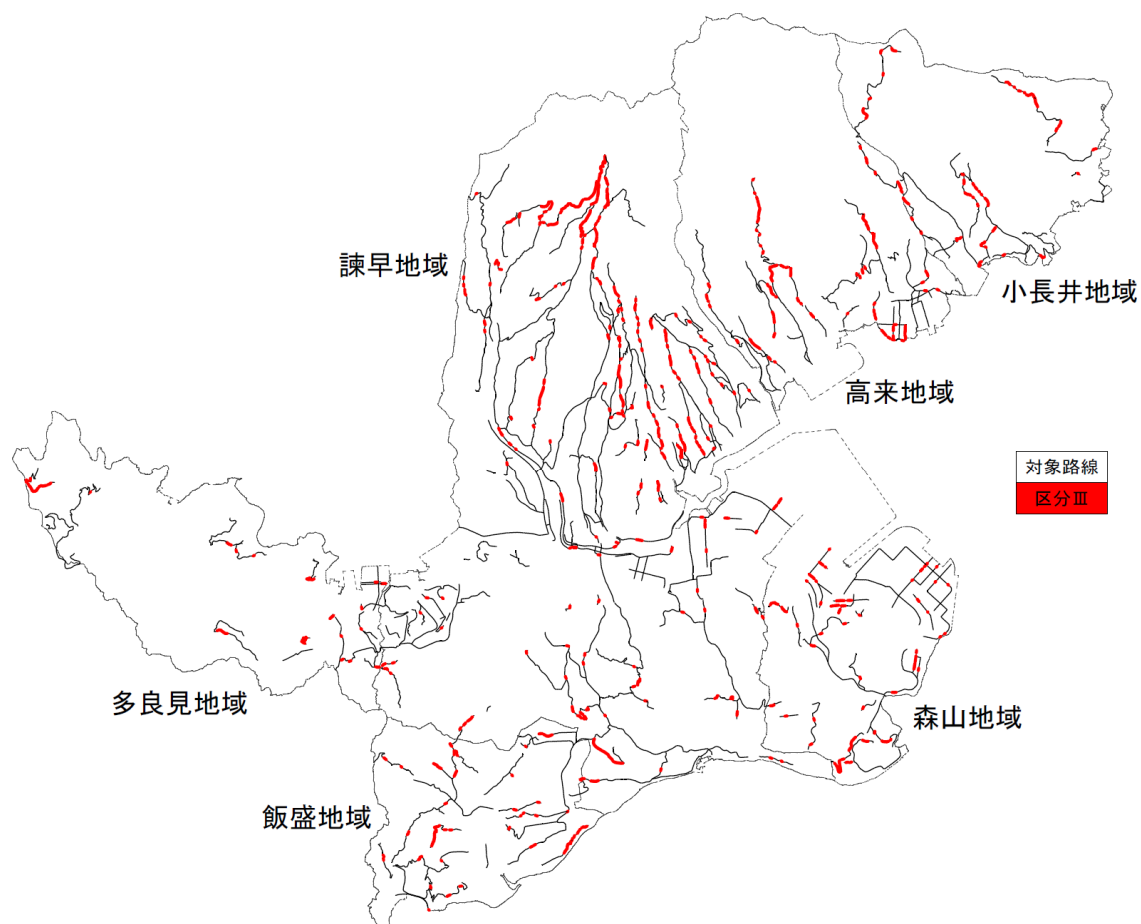 諫早地域
小長井地域
高来地域
対象路線
区分Ⅲ
多良見地域
森山地域
飯盛地域